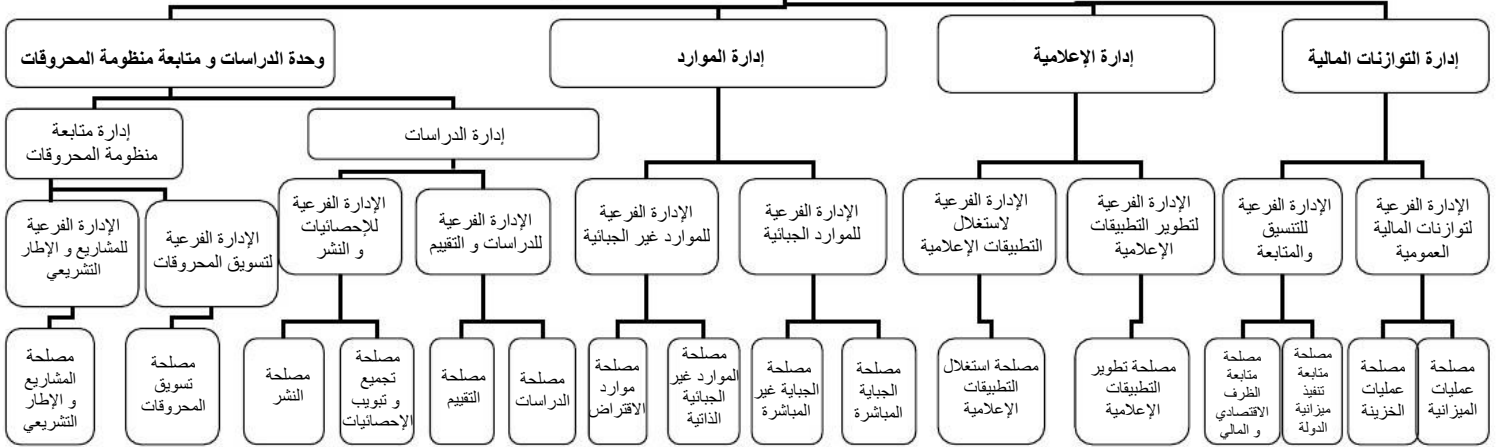 إدارة التوازنات المالية
إدارة الإعلامية
إدارة الموارد
وحدة الدراسات و متابعة منظومة المحروقات
إدارة الدراسات
إدارة متابعة
منظومة المحروقات
الإدارة الفرعية
لتوازنات المالية
العمومية
الإدارة الفرعية
للتنسيق
والمتابعة
الإدارة الفرعية
لتطوير التطبيقات
الإعلامية
الإدارة الفرعية
لاستغلال
التطبيقات الإعلامية
الإدارة الفرعية
للموارد الجبائية
الإدارة الفرعية
للموارد غير الجبائية
الإدارة الفرعية
للدراسات و التقييم
الإدارة الفرعية
للإحصائيات
و النشر
الإدارة الفرعية
لتسويق المحروقات
الإدارة الفرعية
للمشاريع و الإطار
التشريعي
مصلحة
عمليات
الميزانية
مصلحة
عمليات
الخزينة
مصلحة
متابعة
تنفيذ
ميزانية
الدولة
مصلحة
متابعة
الظرف
الاقتصادي
و المالي
مصلحة تطوير
التطبيقات
الإعلامية
مصلحة استغلال
التطبيقات
الإعلامية
مصلحة
الجباية
المباشرة
مصلحة
الجباية غير
المباشرة
مصلحة
الموارد غير
الجبائية
الذاتية
مصلحة
موارد
الاقتراض
مصلحة
الدراسات
مصلحة
التقييم
مصلحة
تجميع
و تبويب
الإحصائيات
مصلحة
النشر
مصلحة
تسويق
المحروقات
مصلحة
المشاريع
و الإطار
التشريعي